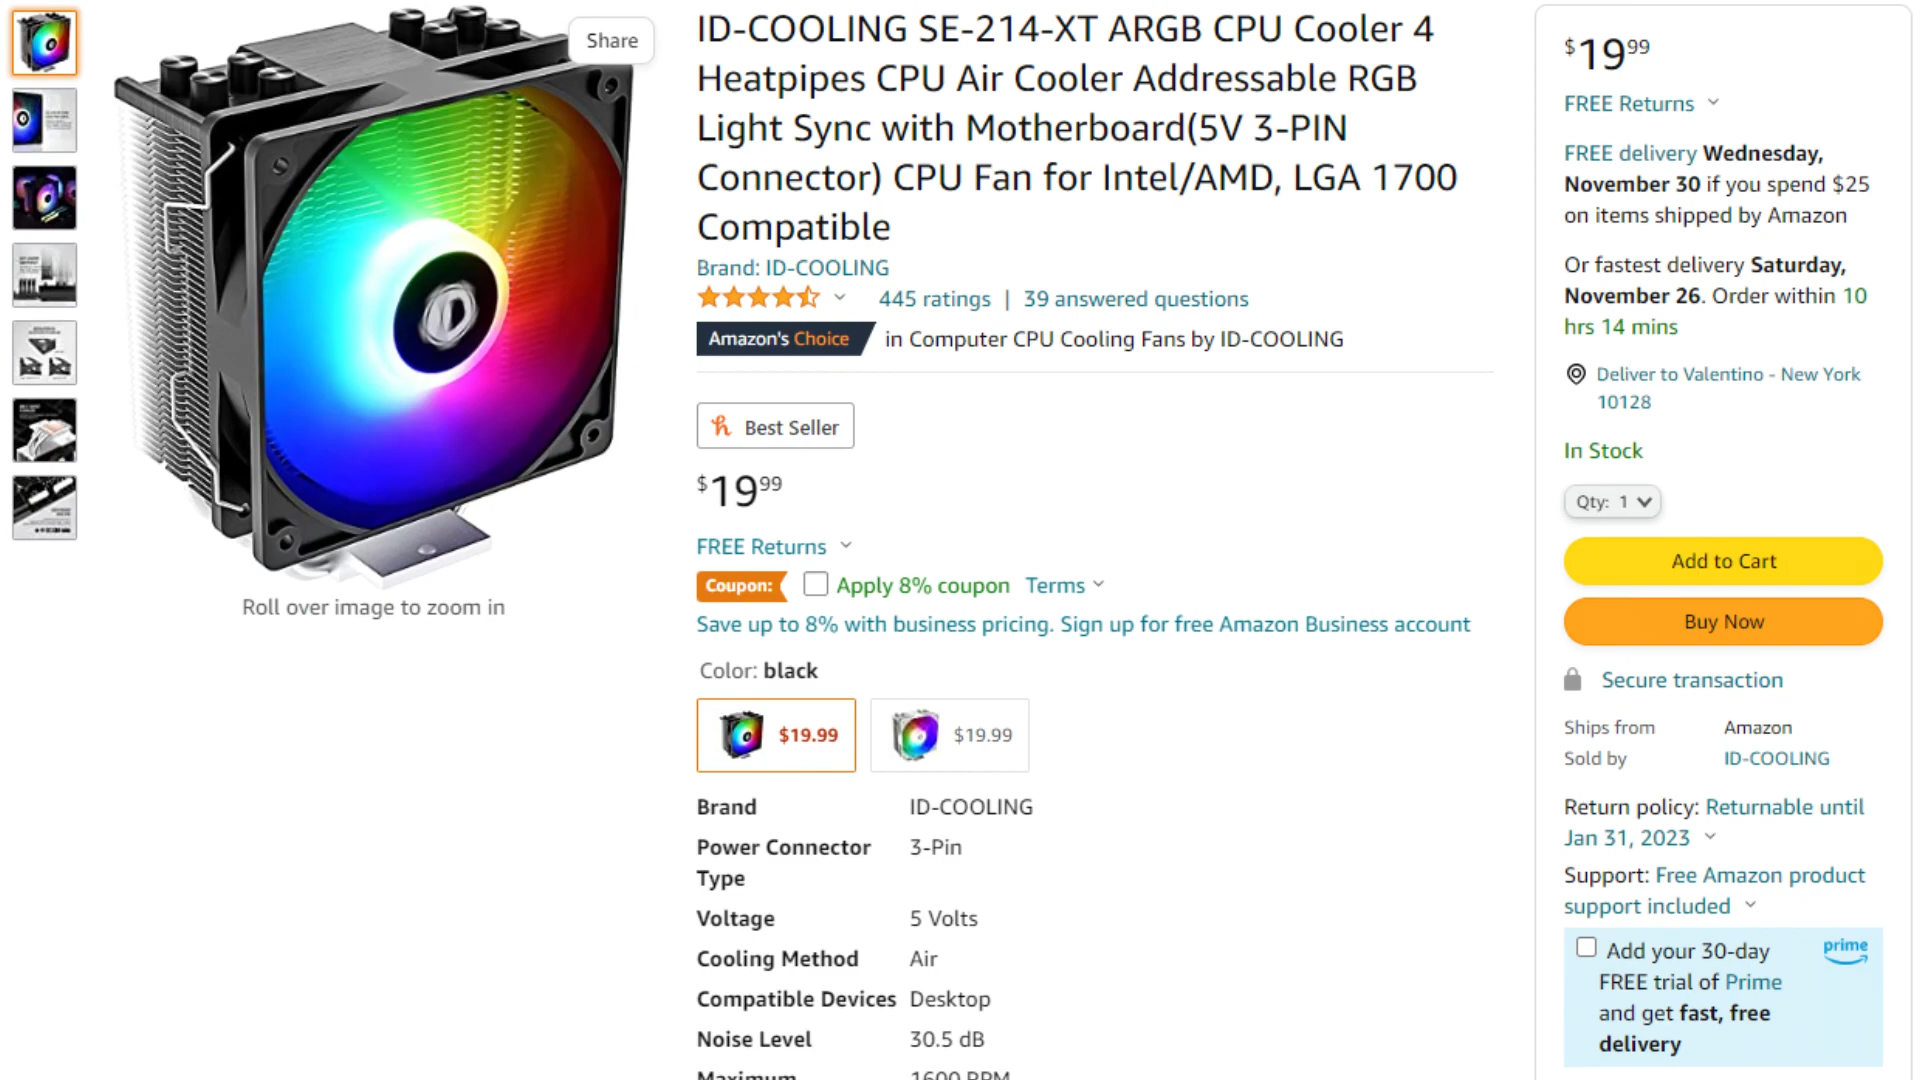 Share
Roll over image to zoom in
ID-COOLING SE-214-XT ARGB CPU Cooler 4
Heatpipes CPU Air Cooler Addressable RGB
Light Sync with Motherboard(5V 3-PIN
Connector) CPU Fan for Intel/AMD, LGA 1700
Compatible
Brand: ID-COOLING
445 ratings | 39 answered questions
Amazon's Choice in Computer CPU Cooling Fans by ID-COOLING
Best Seller
$19 99
FREE Returns
Coupon: Apply 8% coupon Terms
Save up to 8% with business pricing. Sign up for free Amazon Business account
Color: black
$19.99 $19.99
Brand ID-COOLING
Power Connector 3-Pin
Type
Voltage 5 Volts
Cooling Method Air
Compatible Devices Desktop
Noise Level 30.5 dB
Maximum 1600 RPM
$19 99
FREE Returns
FREE delivery Wednesday,
November 30 if you spend $25
on items shipped by Amazon
Or fastest delivery Saturday,
November 26. Order within 10
hrs 14 mins
Deliver to Valentino - New York
10128
In Stock
Qty: 1
Add to Cart
Buy Now
Secure transaction
Ships from Amazon
Sold by ID-COOLING
Return policy: Returnable until
Jan 31, 2023
Support: Free Amazon product
support included
Add your 30-day prime
FREE trial of Prime
and get fast, free
delivery